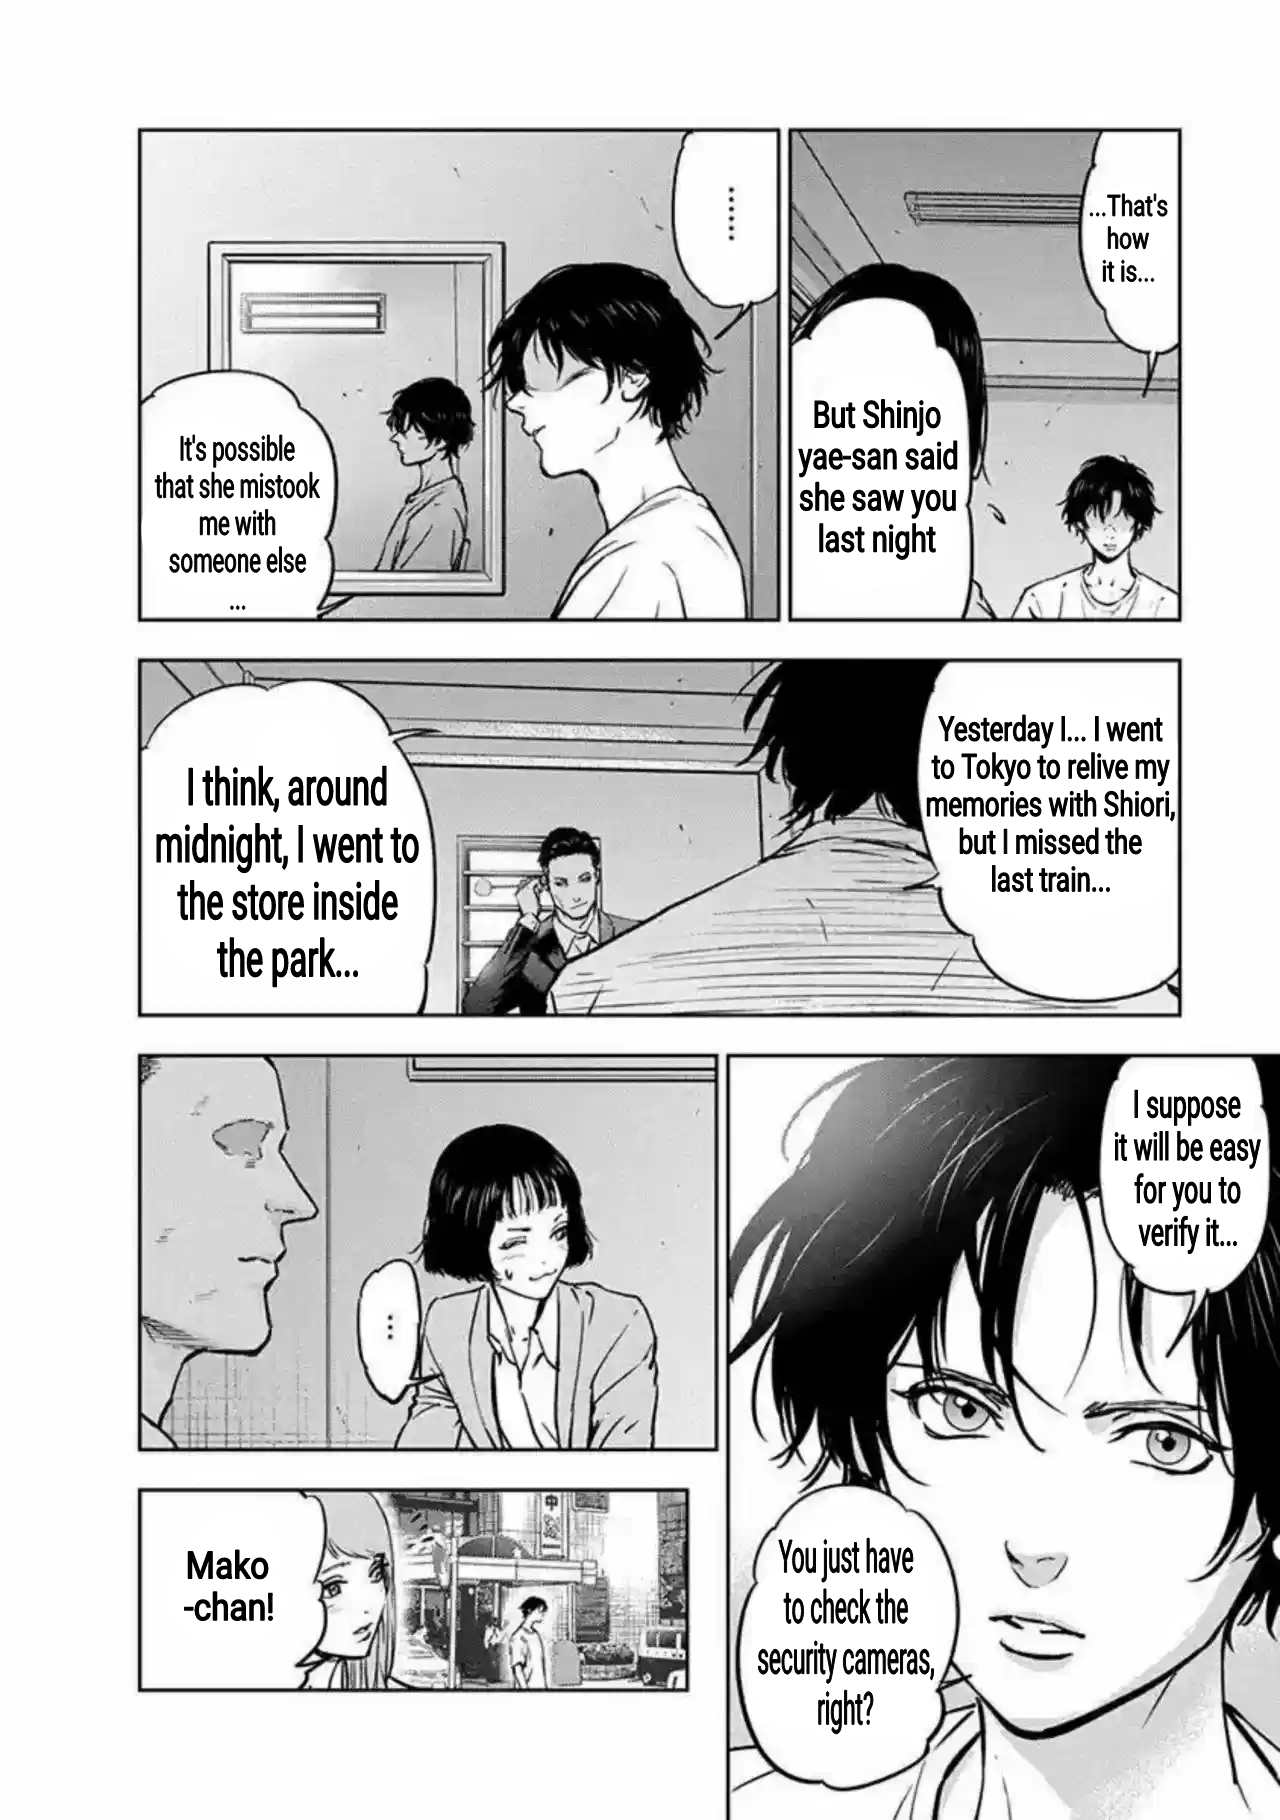 ...That's
how
it is...
But Shinjo
yae-san said
she saw you
last night
......
It's possible
that she mistook
me with
someone else
...
Yesterday I... I went
to Tokyo to relive my
memories with Shiori,
but I missed the
last train...
I think, around
midnight, I went to
the store inside
the park...
I suppose
it will be easy
for you to
verify it...
You just have
to check the
security cameras,
right?
...
Mako
-chan!
中